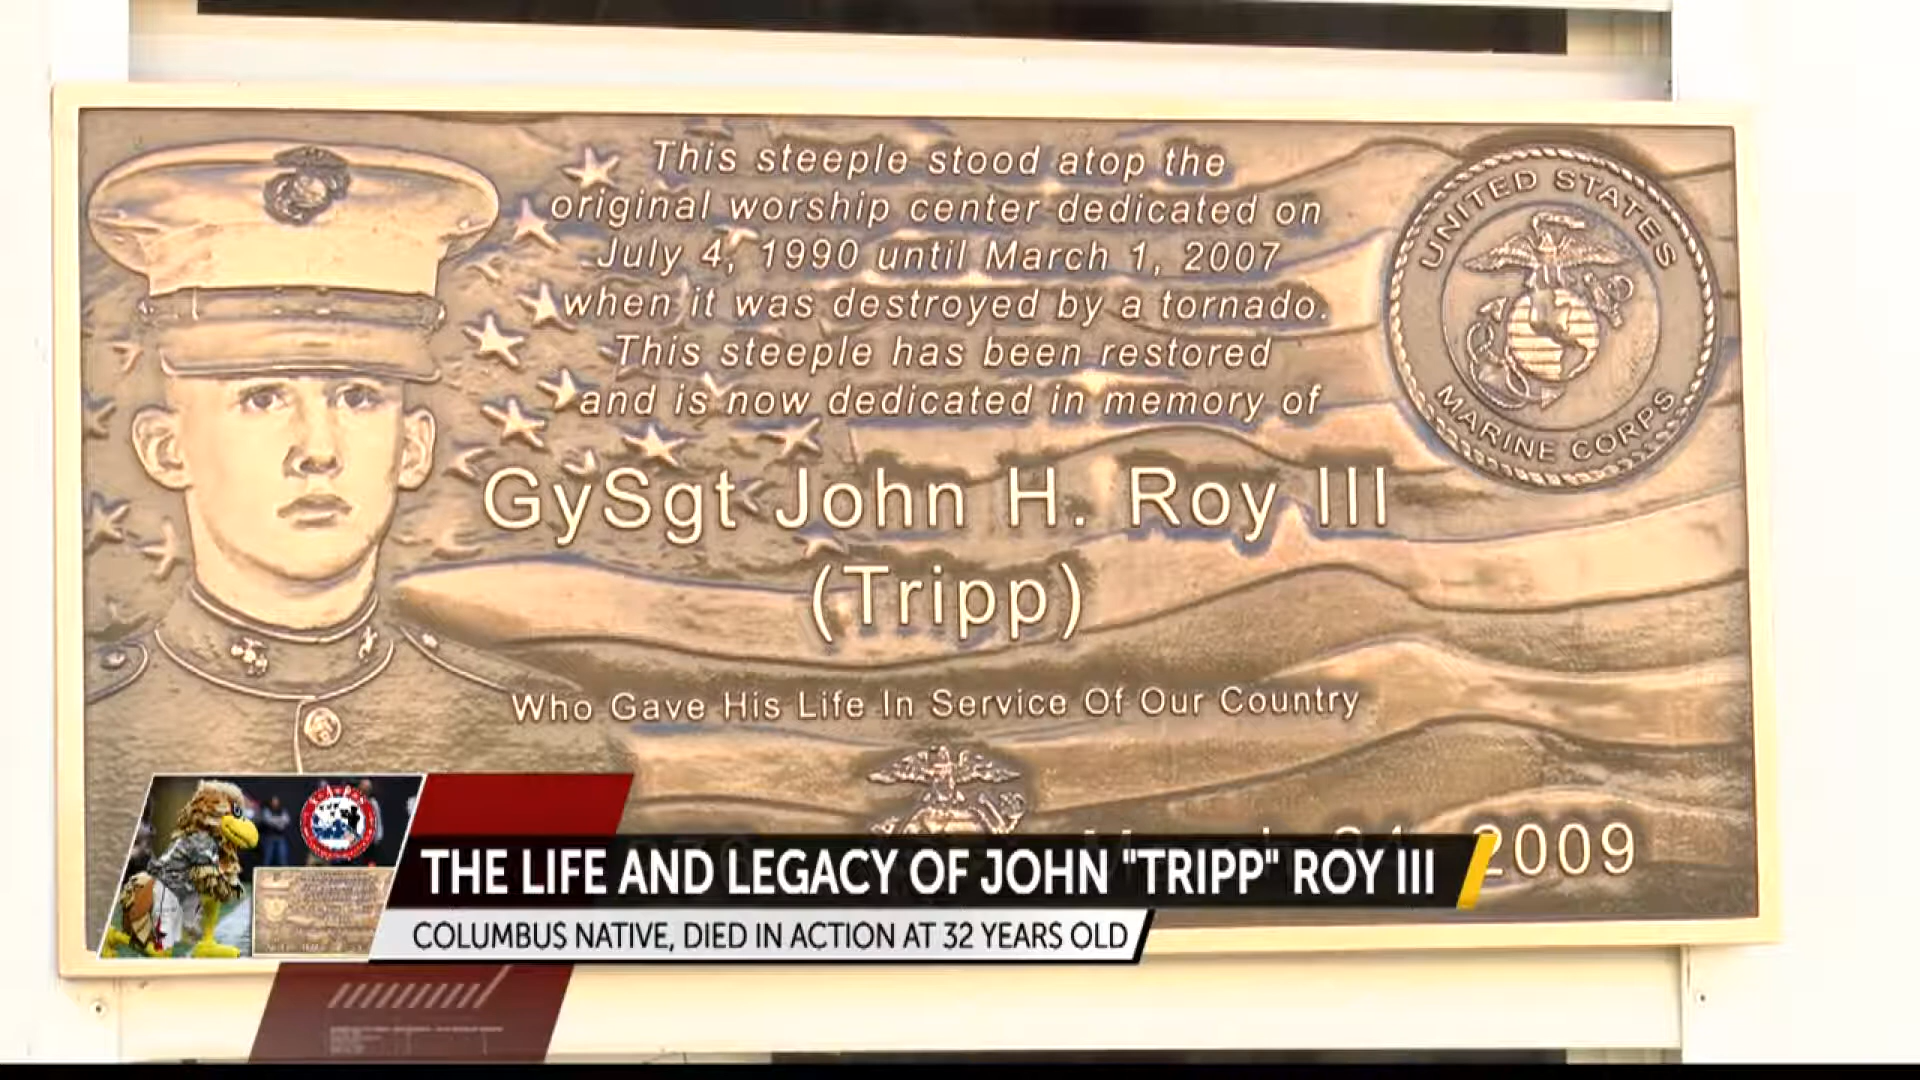 This steeple stood atop the
original worship center dedicated on
July 4, 1990 until March 1, 2007
when it was destroyed by a tornado.
This steeple has been restored
and is now dedicated in memory of
GySgt John H. Roy III
(Tripp)
Who Gave His Life In Service Of Our Country
2009
UNITED STATES
MARINE CORPS
THE LIFE AND LEGACY OF JOHN "TRIPP" ROY III
COLUMBUS NATIVE, DIED IN ACTION AT 32 YEARS OLD